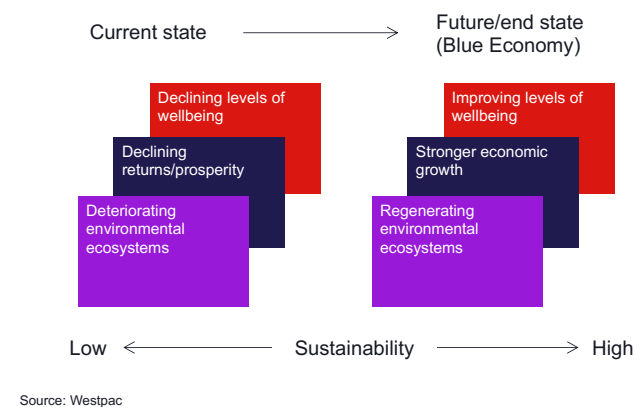 Current state
Future/end state
(Blue Economy)
Declining levels of
wellbeing
Declining
returns/prosperity
Deteriorating
environmental
ecosystems
Improving levels of
wellbeing
Stronger economic
growth
Regenerating
environmental
ecosystems
Low
Sustainability
High
Source: Westpac